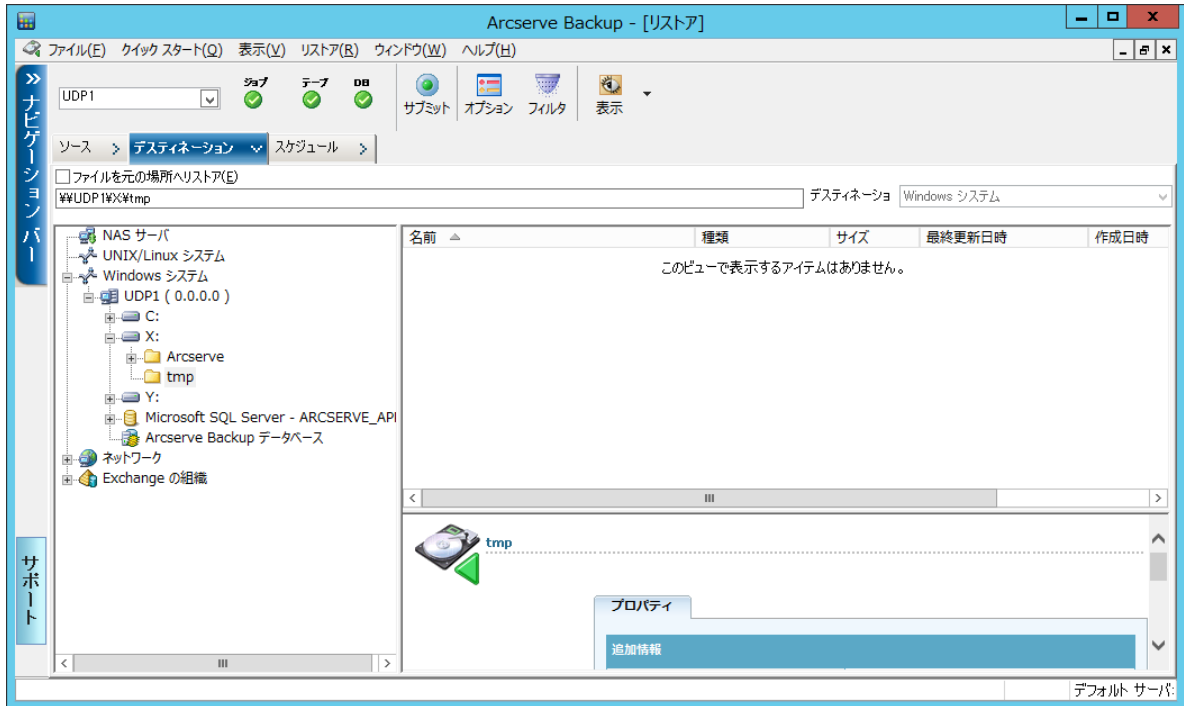 Arcserve Backup - [リストア]
ファイル(F) クイック スタート(Q) 表示(V) リストア(R) ウィンドウ(W) ヘルプ(H)
ナビゲーション バー
UDP1
ジョブ テープ DB
サブミット オプション フィルタ 表示
ソース デスティネーション スケジュール
ファイルを元の場所へリストア(E)
¥¥UDP1¥X¥tmp
デスティネーショ Windows システム
NAS サーバ
UNIX/Linux システム
Windows システム
UDP1 ( 0.0.0.0 )
C:
X:
Arcserve
tmp
Y:
Microsoft SQL Server - ARCSERVE_API
Arcserve Backup データベース
ネットワーク
Exchange の組織
名前 種類 サイズ 最終更新日時 作成日時
このビューで表示するアイテムはありません。
tmp
プロパティ
追加情報
サポート
デフォルト サーバ: